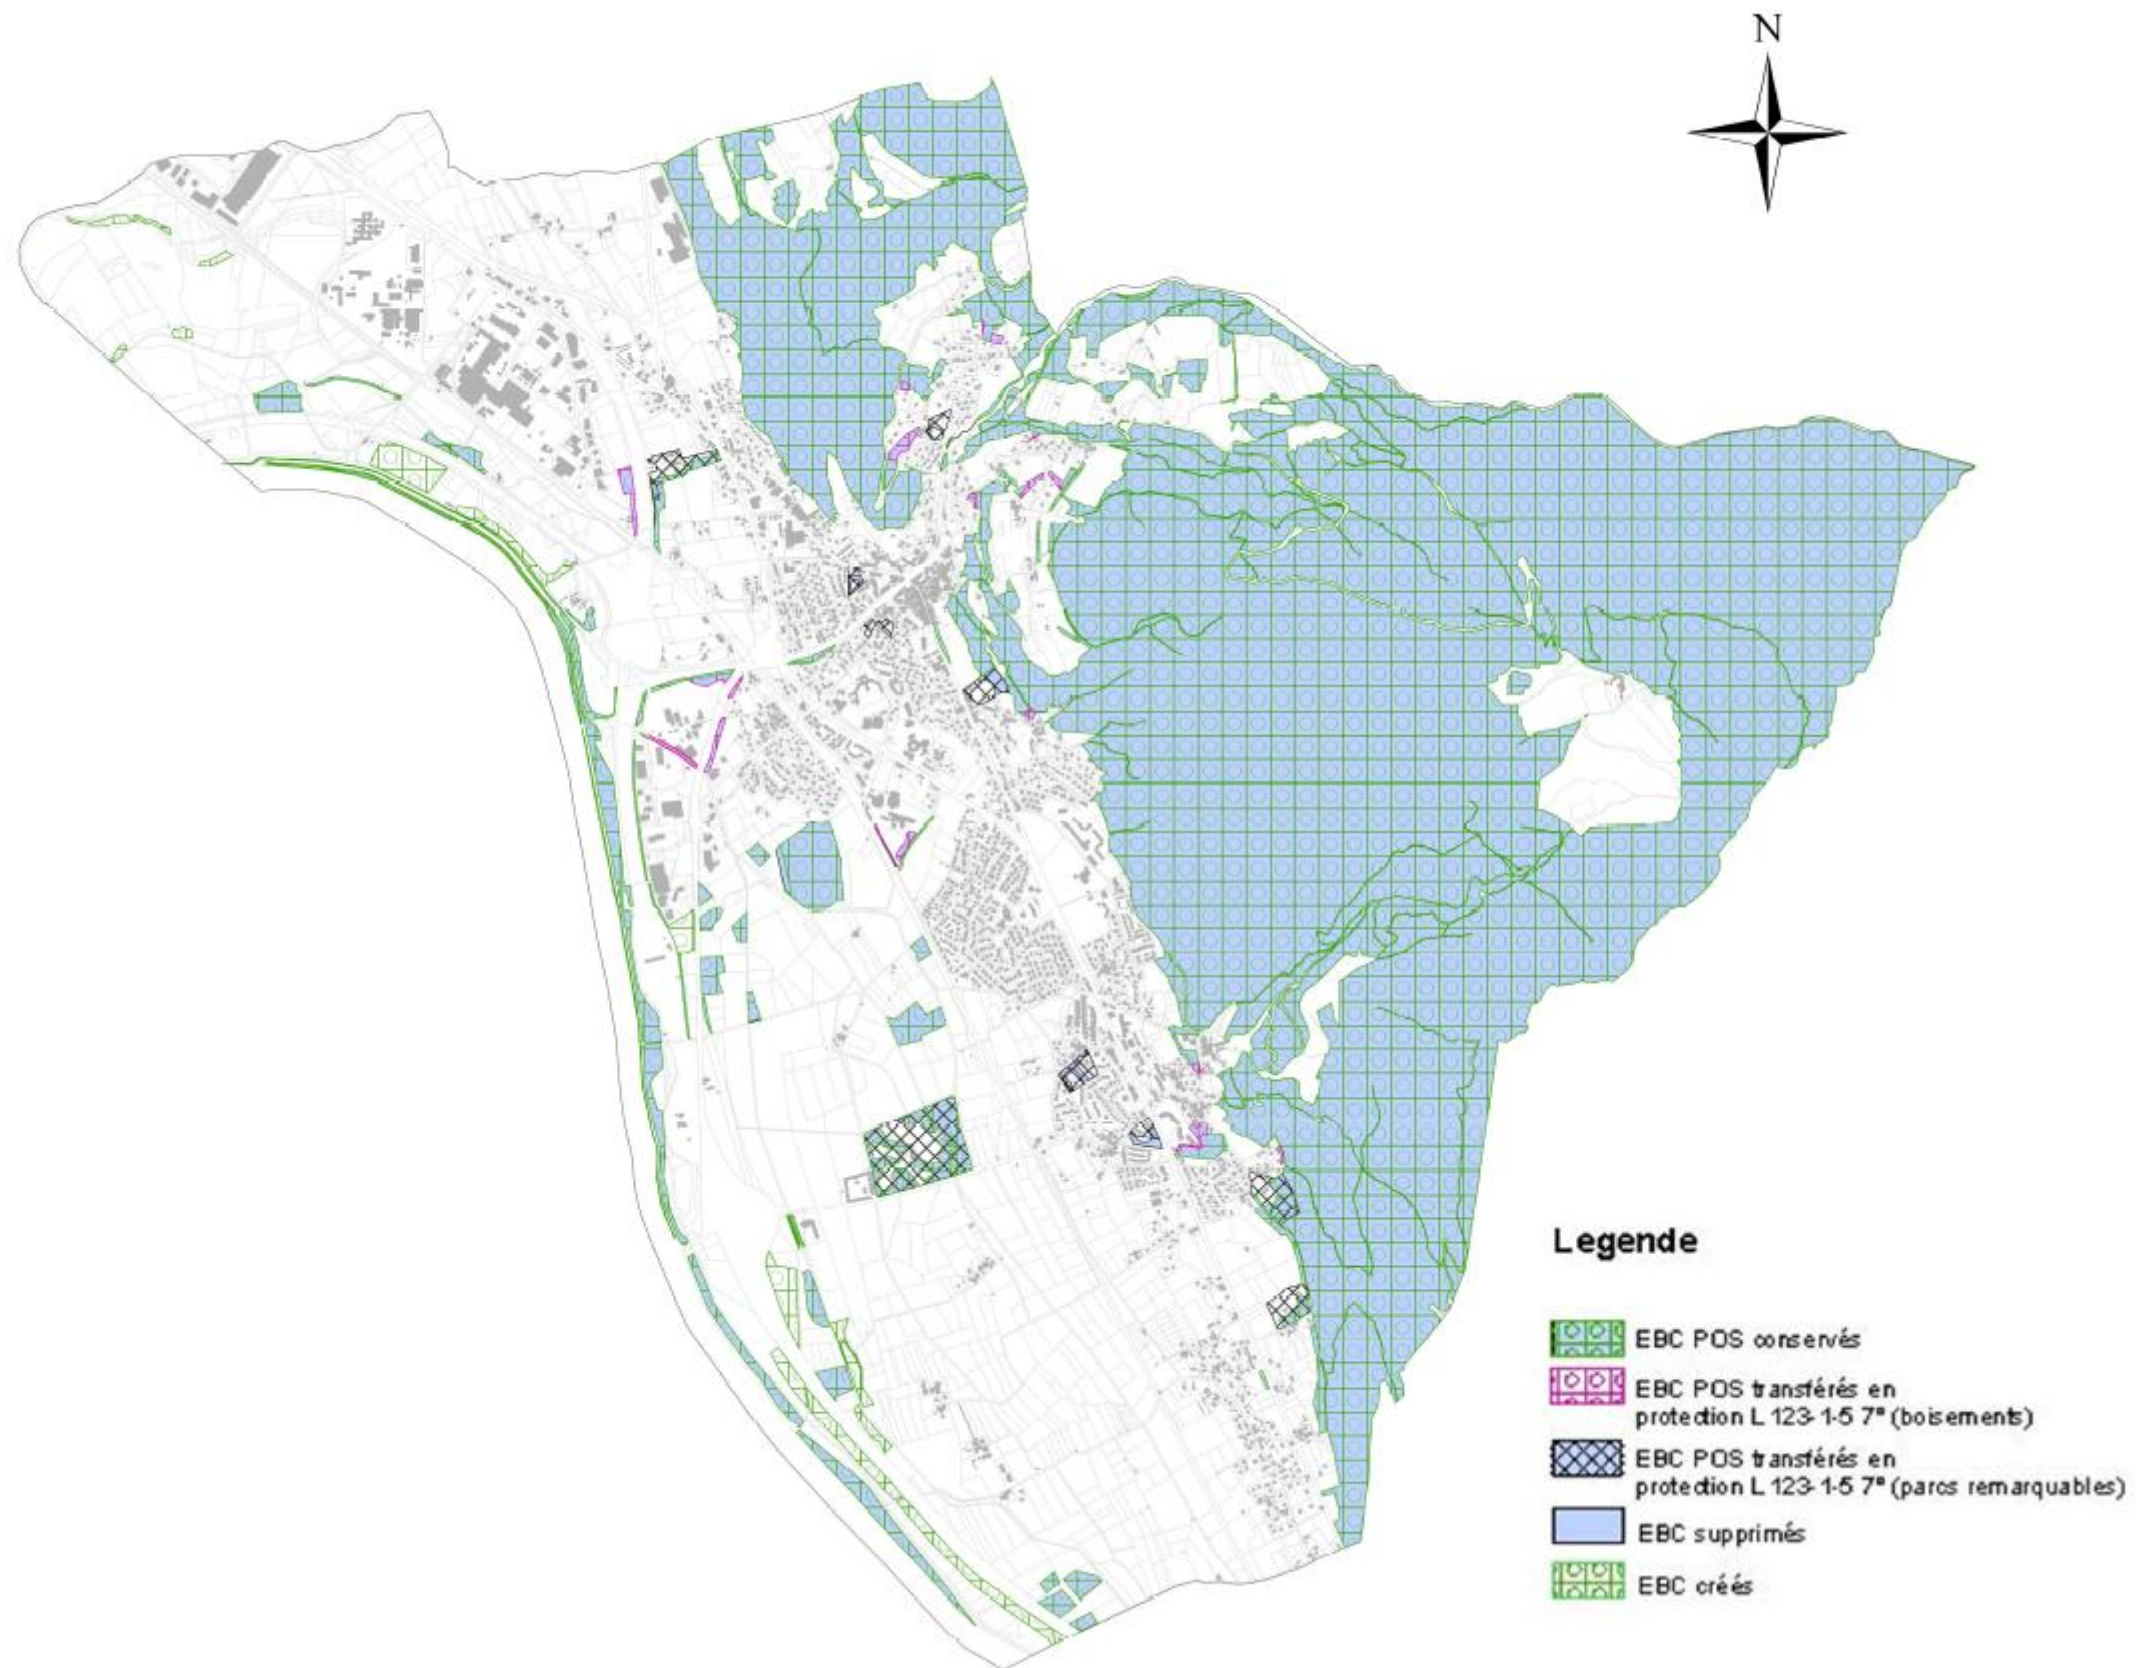 N
Legende
EBC POS conservés
EBC POS transférés en
protection L 123-1-5 7° (boisements)
EBC POS transférés en
protection L 123-1-5 7° (parcs remarquables)
EBC supprimés
EBC créés